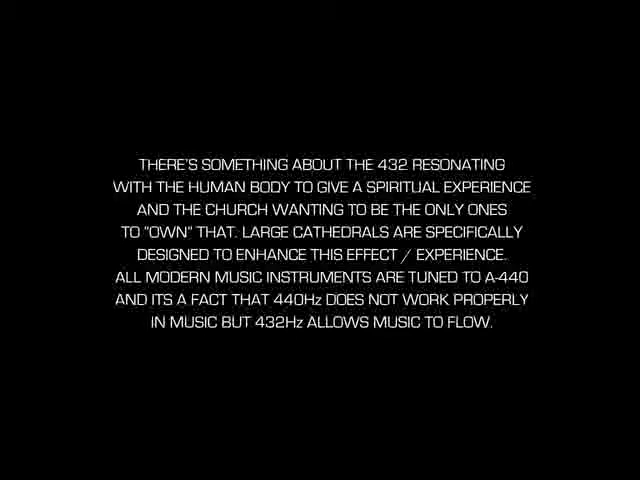 THERE'S SOMETHING ABOUT THE 432 RESONATING
WITH THE HUMAN BODY TO GIVE A SPIRITUAL EXPERIENCE
AND THE CHURCH WANTING TO BE THE ONLY ONES
TO "OWN" THAT. LARGE CATHEDRALS ARE SPECIFICALLY
DESIGNED TO ENHANCE THIS EFFECT / EXPERIENCE.
ALL MODERN MUSIC INSTRUMENTS ARE TUNED TO A-440
AND ITS A FACT THAT 440Hz DOES NOT WORK PROPERLY
IN MUSIC BUT 432Hz ALLOWS MUSIC TO FLOW.